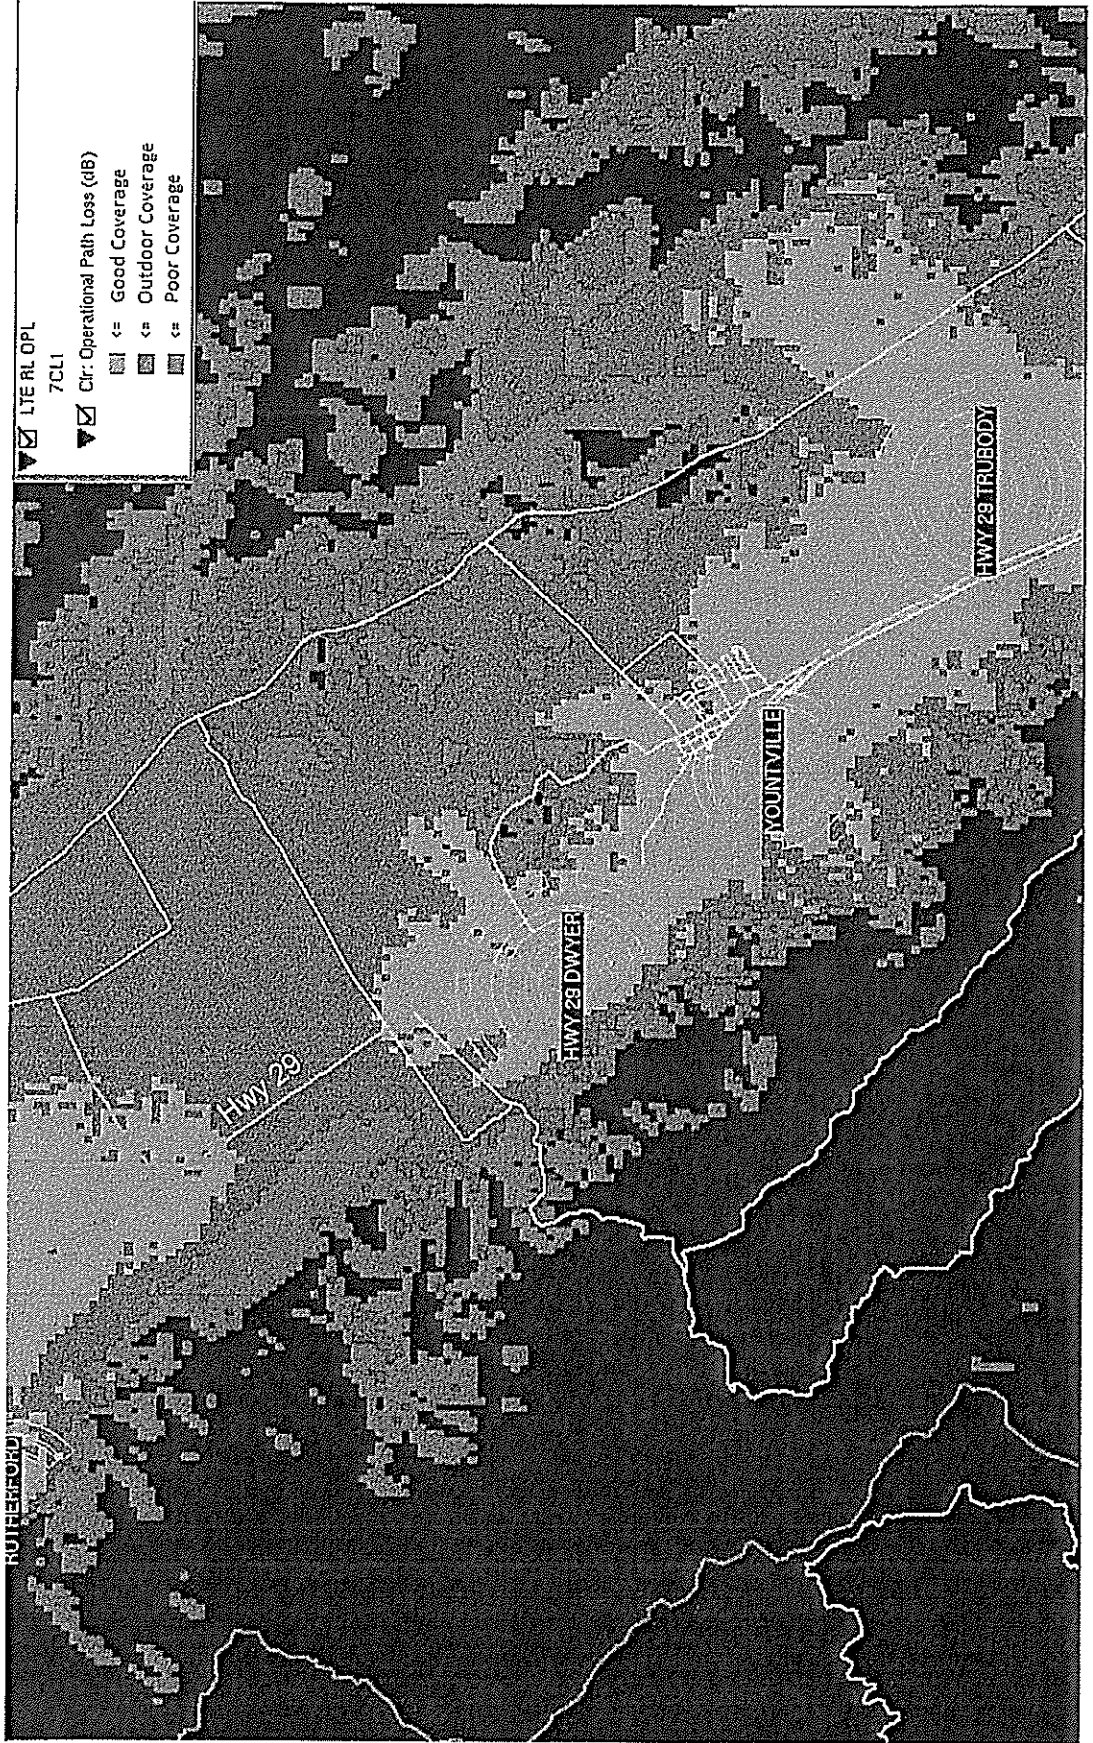 LTE RL OPL
7CL1
Clr: Operational Path Loss (dB)
<= Good Coverage
<= Outdoor Coverage
<= Poor Coverage
RUTHERFORD
Hwy 29
HWY 29 DWYER
YOUNTVILLE
HWY 29 TRUBODY